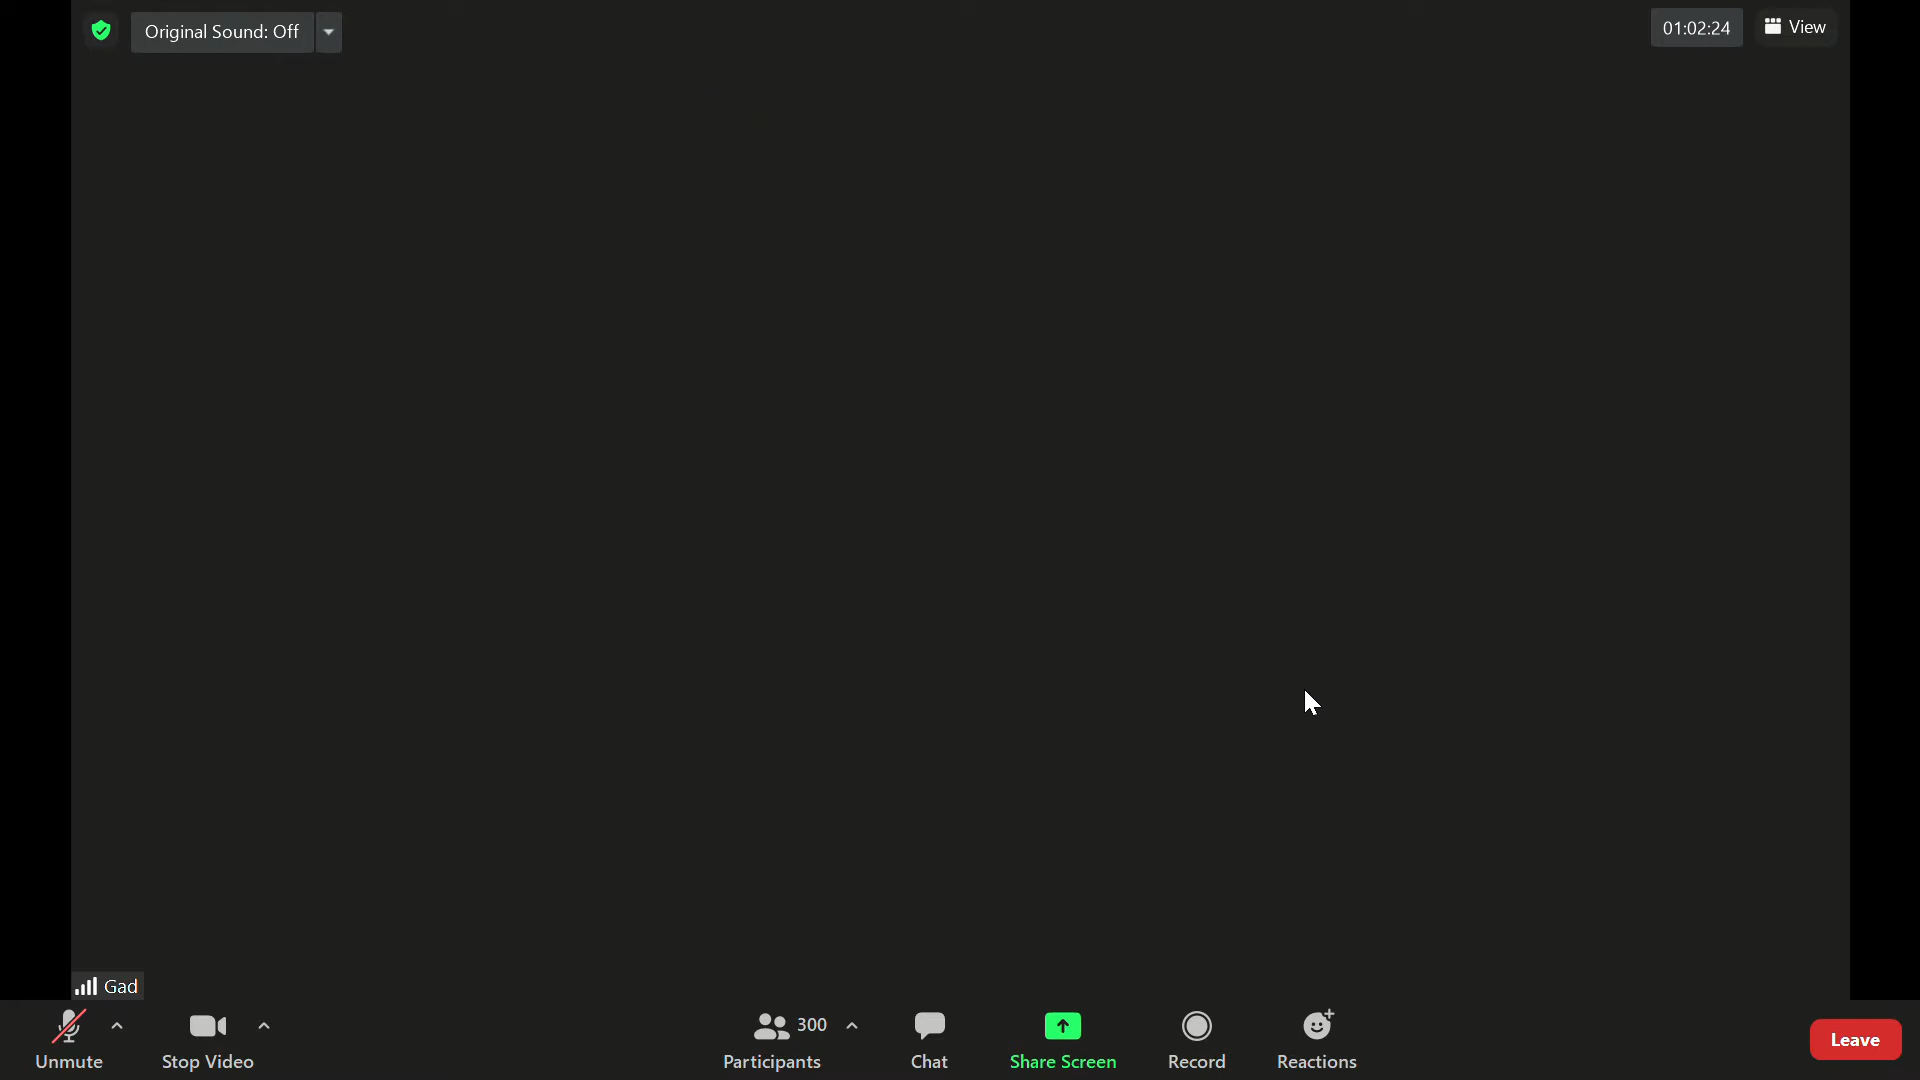 Original Sound: Off
01:02:24
View
Gad
300
Unmute
Stop Video
Participants
Chat
Share Screen
Record
Reactions
Leave